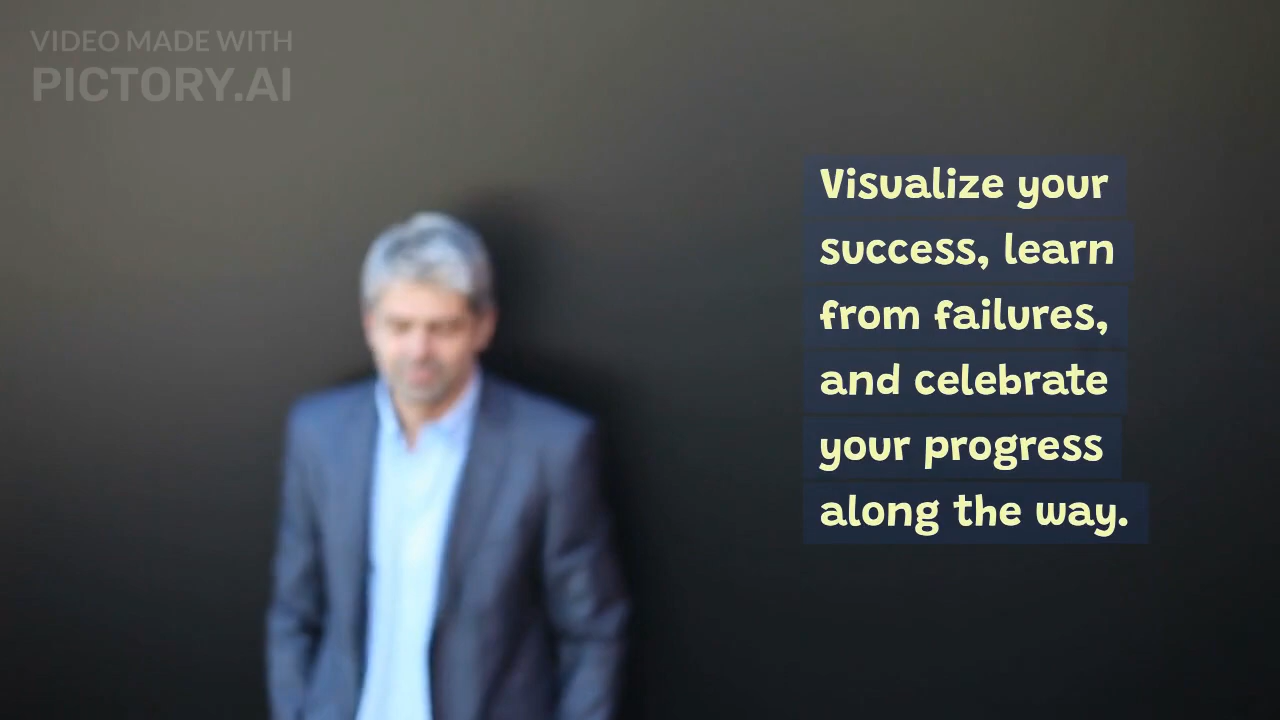 VIDEO MADE WITH
PICTORY.AI
Visualize your
success, learn
from failures,
and celebrate
your progress
along the way.